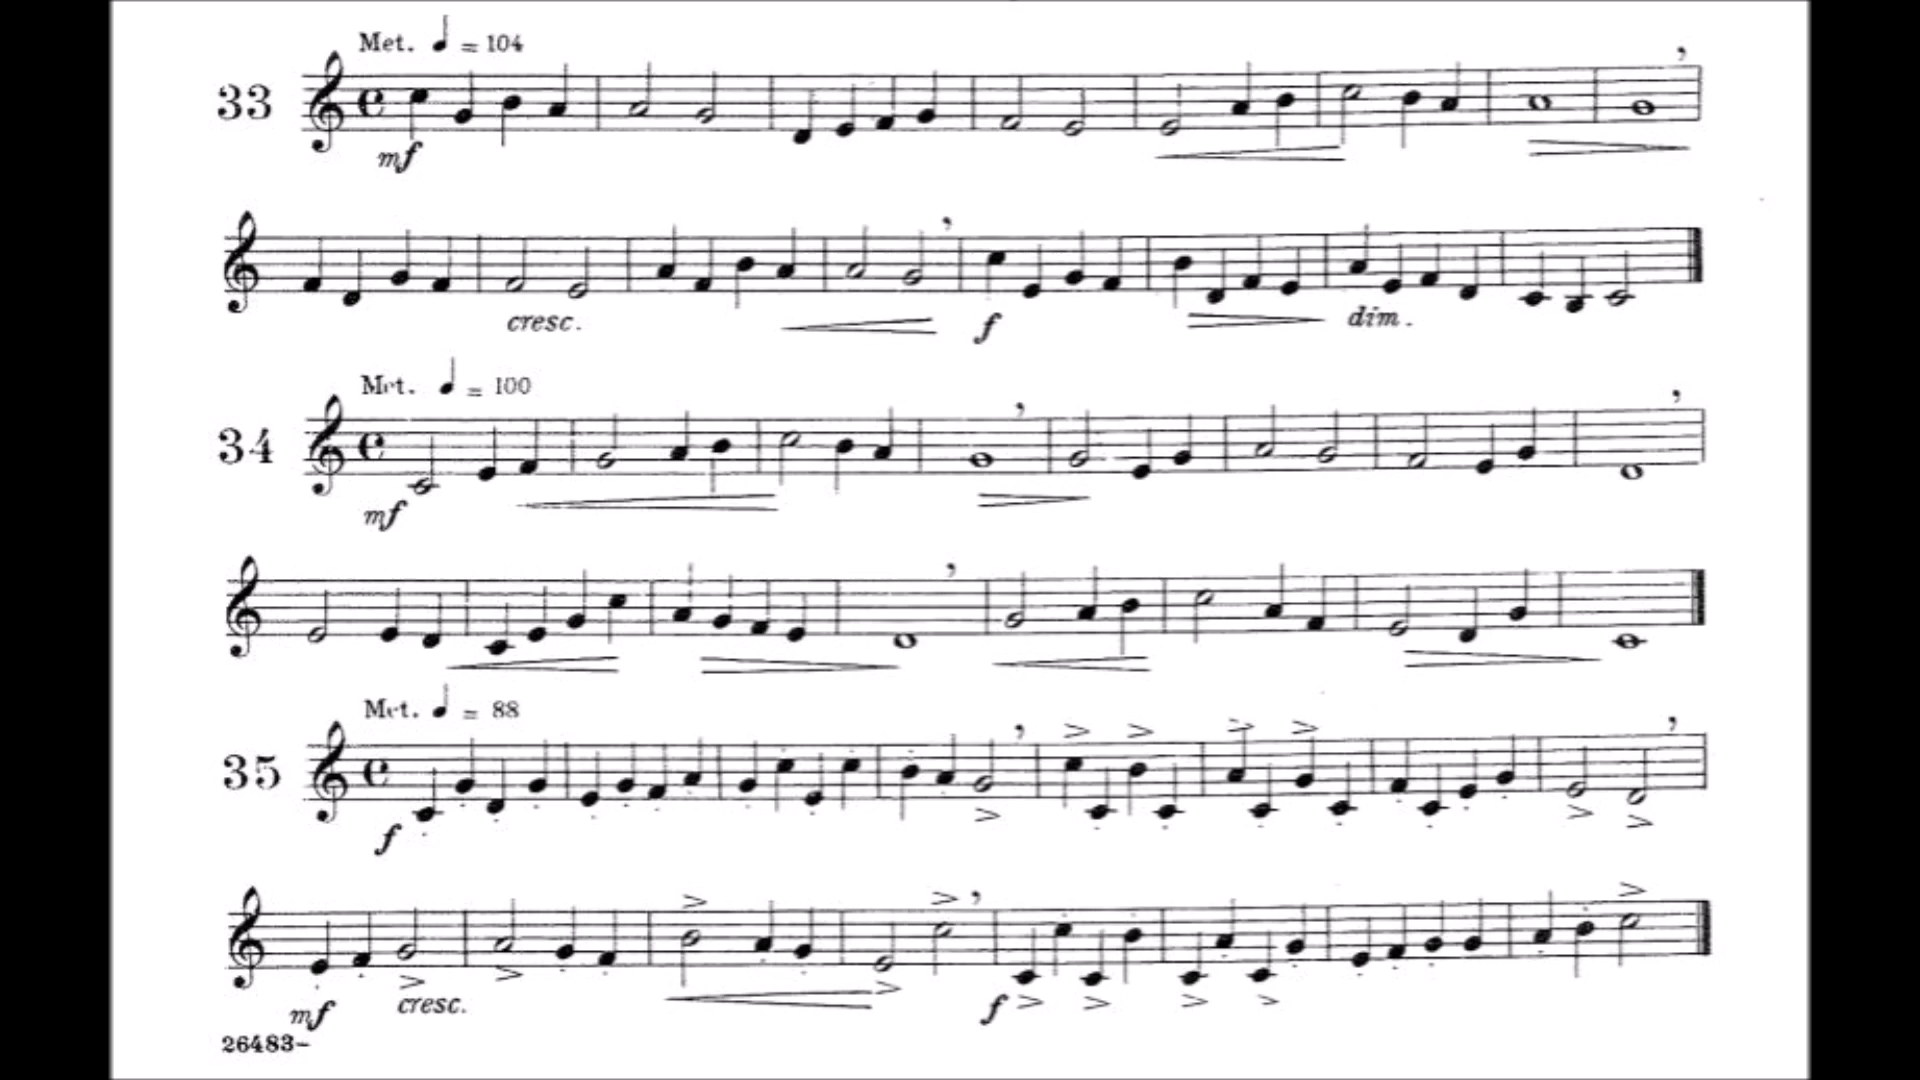 Met. ♩ = 104
33
mf
cresc. f dim.
Met. ♩ = 100
34
mf
Met. ♩ = 88
35
f
mf cresc. f
26483-